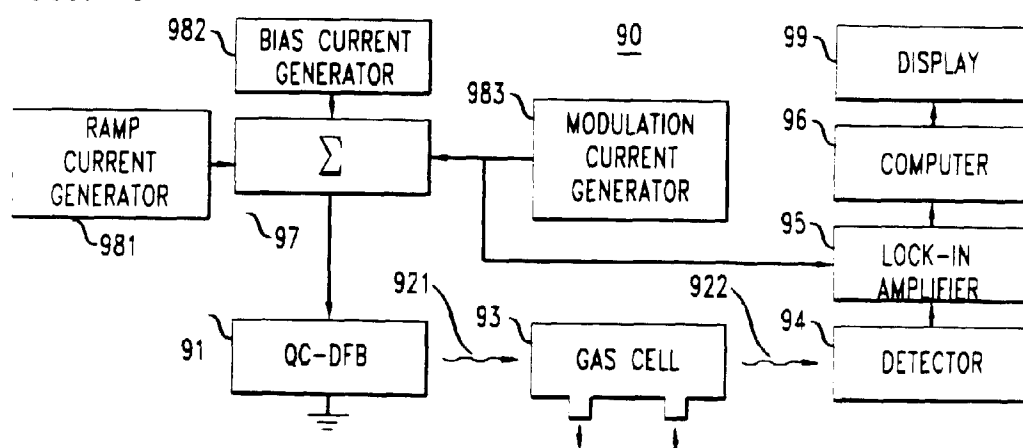 982
BIAS CURRENT
GENERATOR
90
99
DISPLAY
RAMP
CURRENT
GENERATOR
981
Σ
97
983
MODULATION
CURRENT
GENERATOR
96
COMPUTER
95
LOCK-IN
AMPLIFIER
91
QC-DFB
921
93
GAS CELL
922
94
DETECTOR